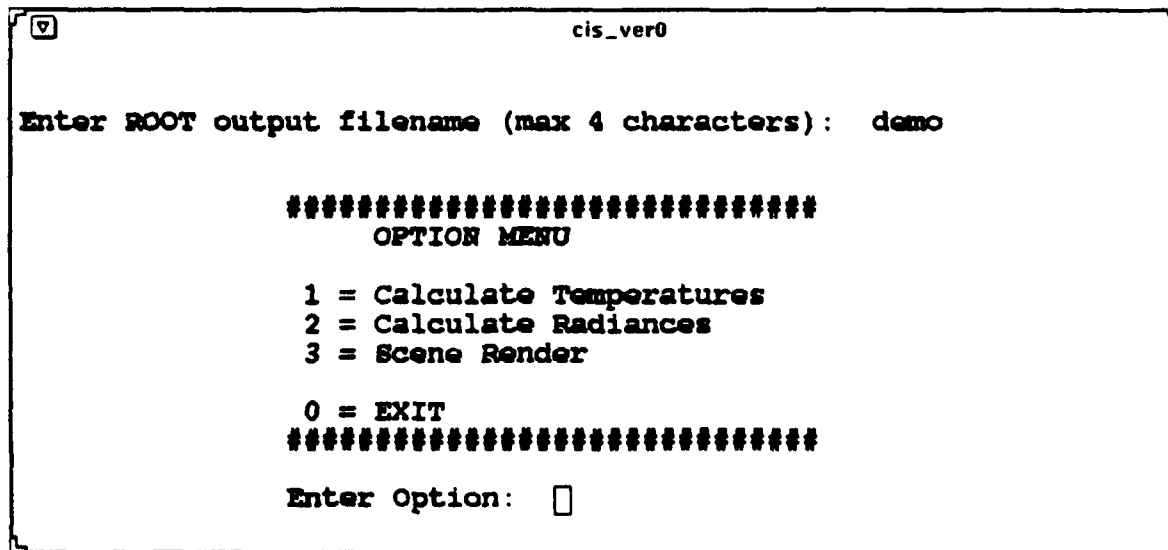 cis_ver0
Enter ROOT output filename (max 4 characters): demo
##############################
OPTION MENU
1 = Calculate Temperatures
2 = Calculate Radiances
3 = Scene Render
0 = EXIT
##############################
Enter Option: